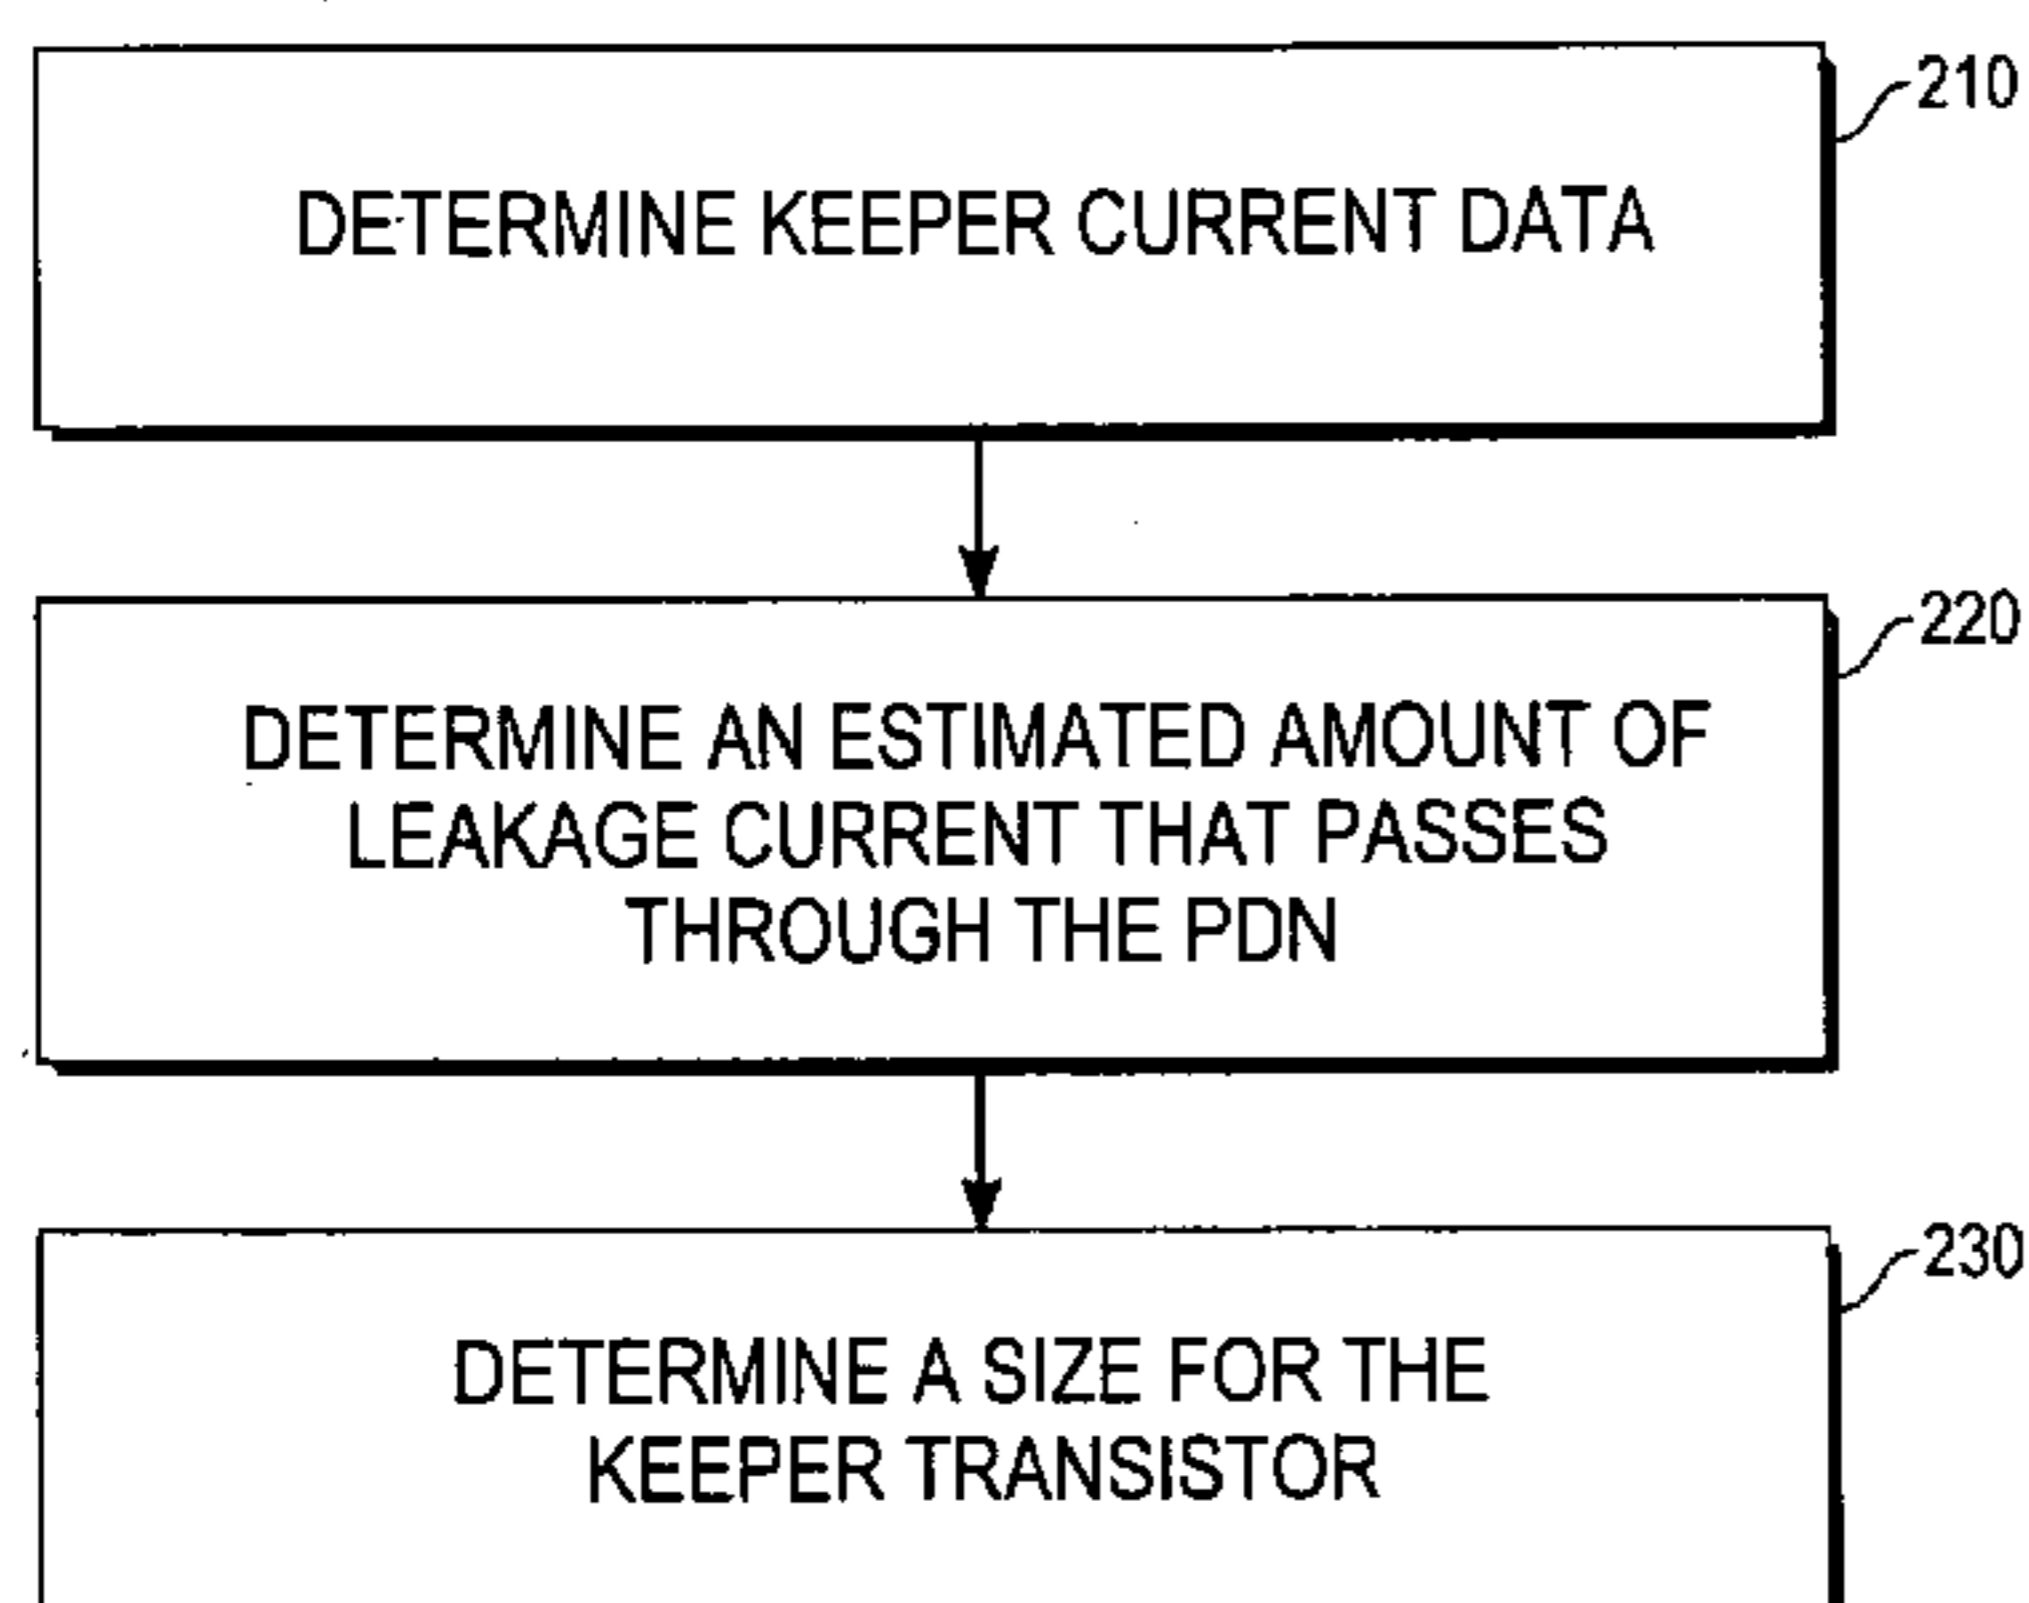 210
DETERMINE KEEPER CURRENT DATA
220
DETERMINE AN ESTIMATED AMOUNT OF
LEAKAGE CURRENT THAT PASSES
THROUGH THE PDN
230
DETERMINE A SIZE FOR THE
KEEPER TRANSISTOR